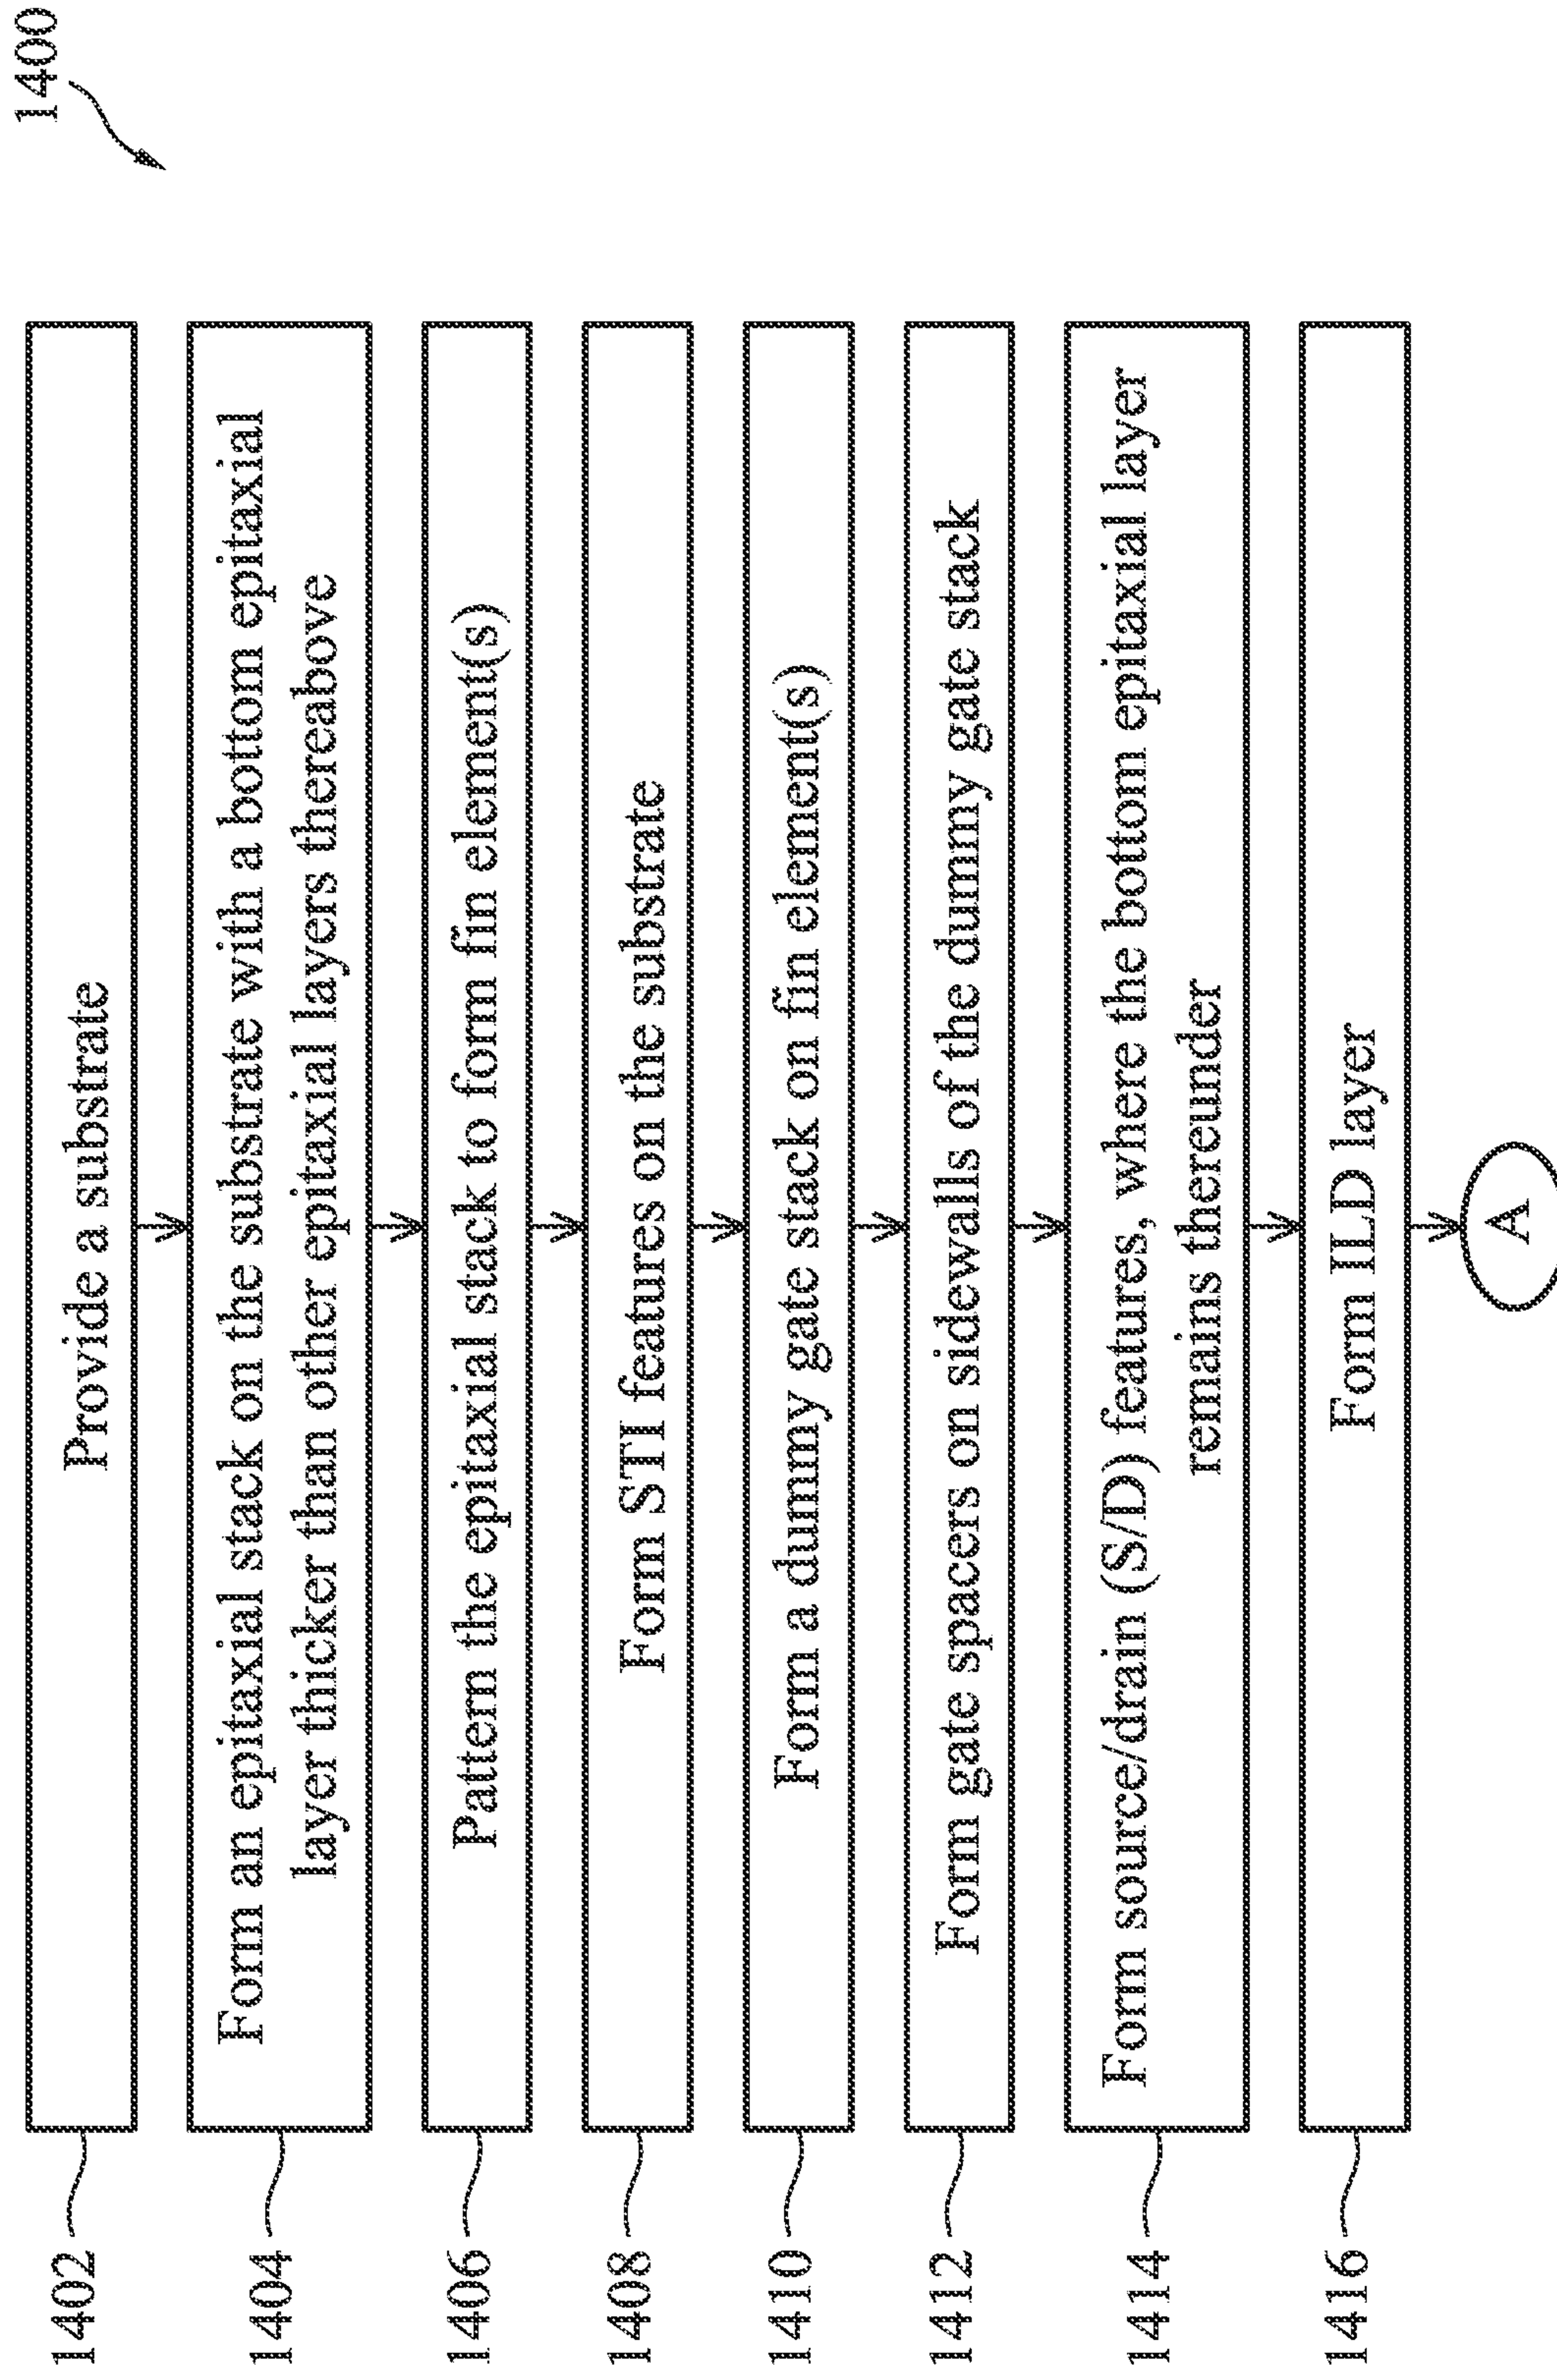 1400
1402
Provide a substrate
1404
Form an epitaxial stack on the substrate with a bottom epitaxial
layer thicker than other epitaxial layers thereabove
1406
Pattern the epitaxial stack to form fin element(s)
1408
Form STI features on the substrate
1410
Form a dummy gate stack on fin element(s)
1412
Form gate spacers on sidewalls of the dummy gate stack
1414
Form source/drain (S/D) features, where the bottom epitaxial layer
remains thereunder
1416
Form ILD layer
A